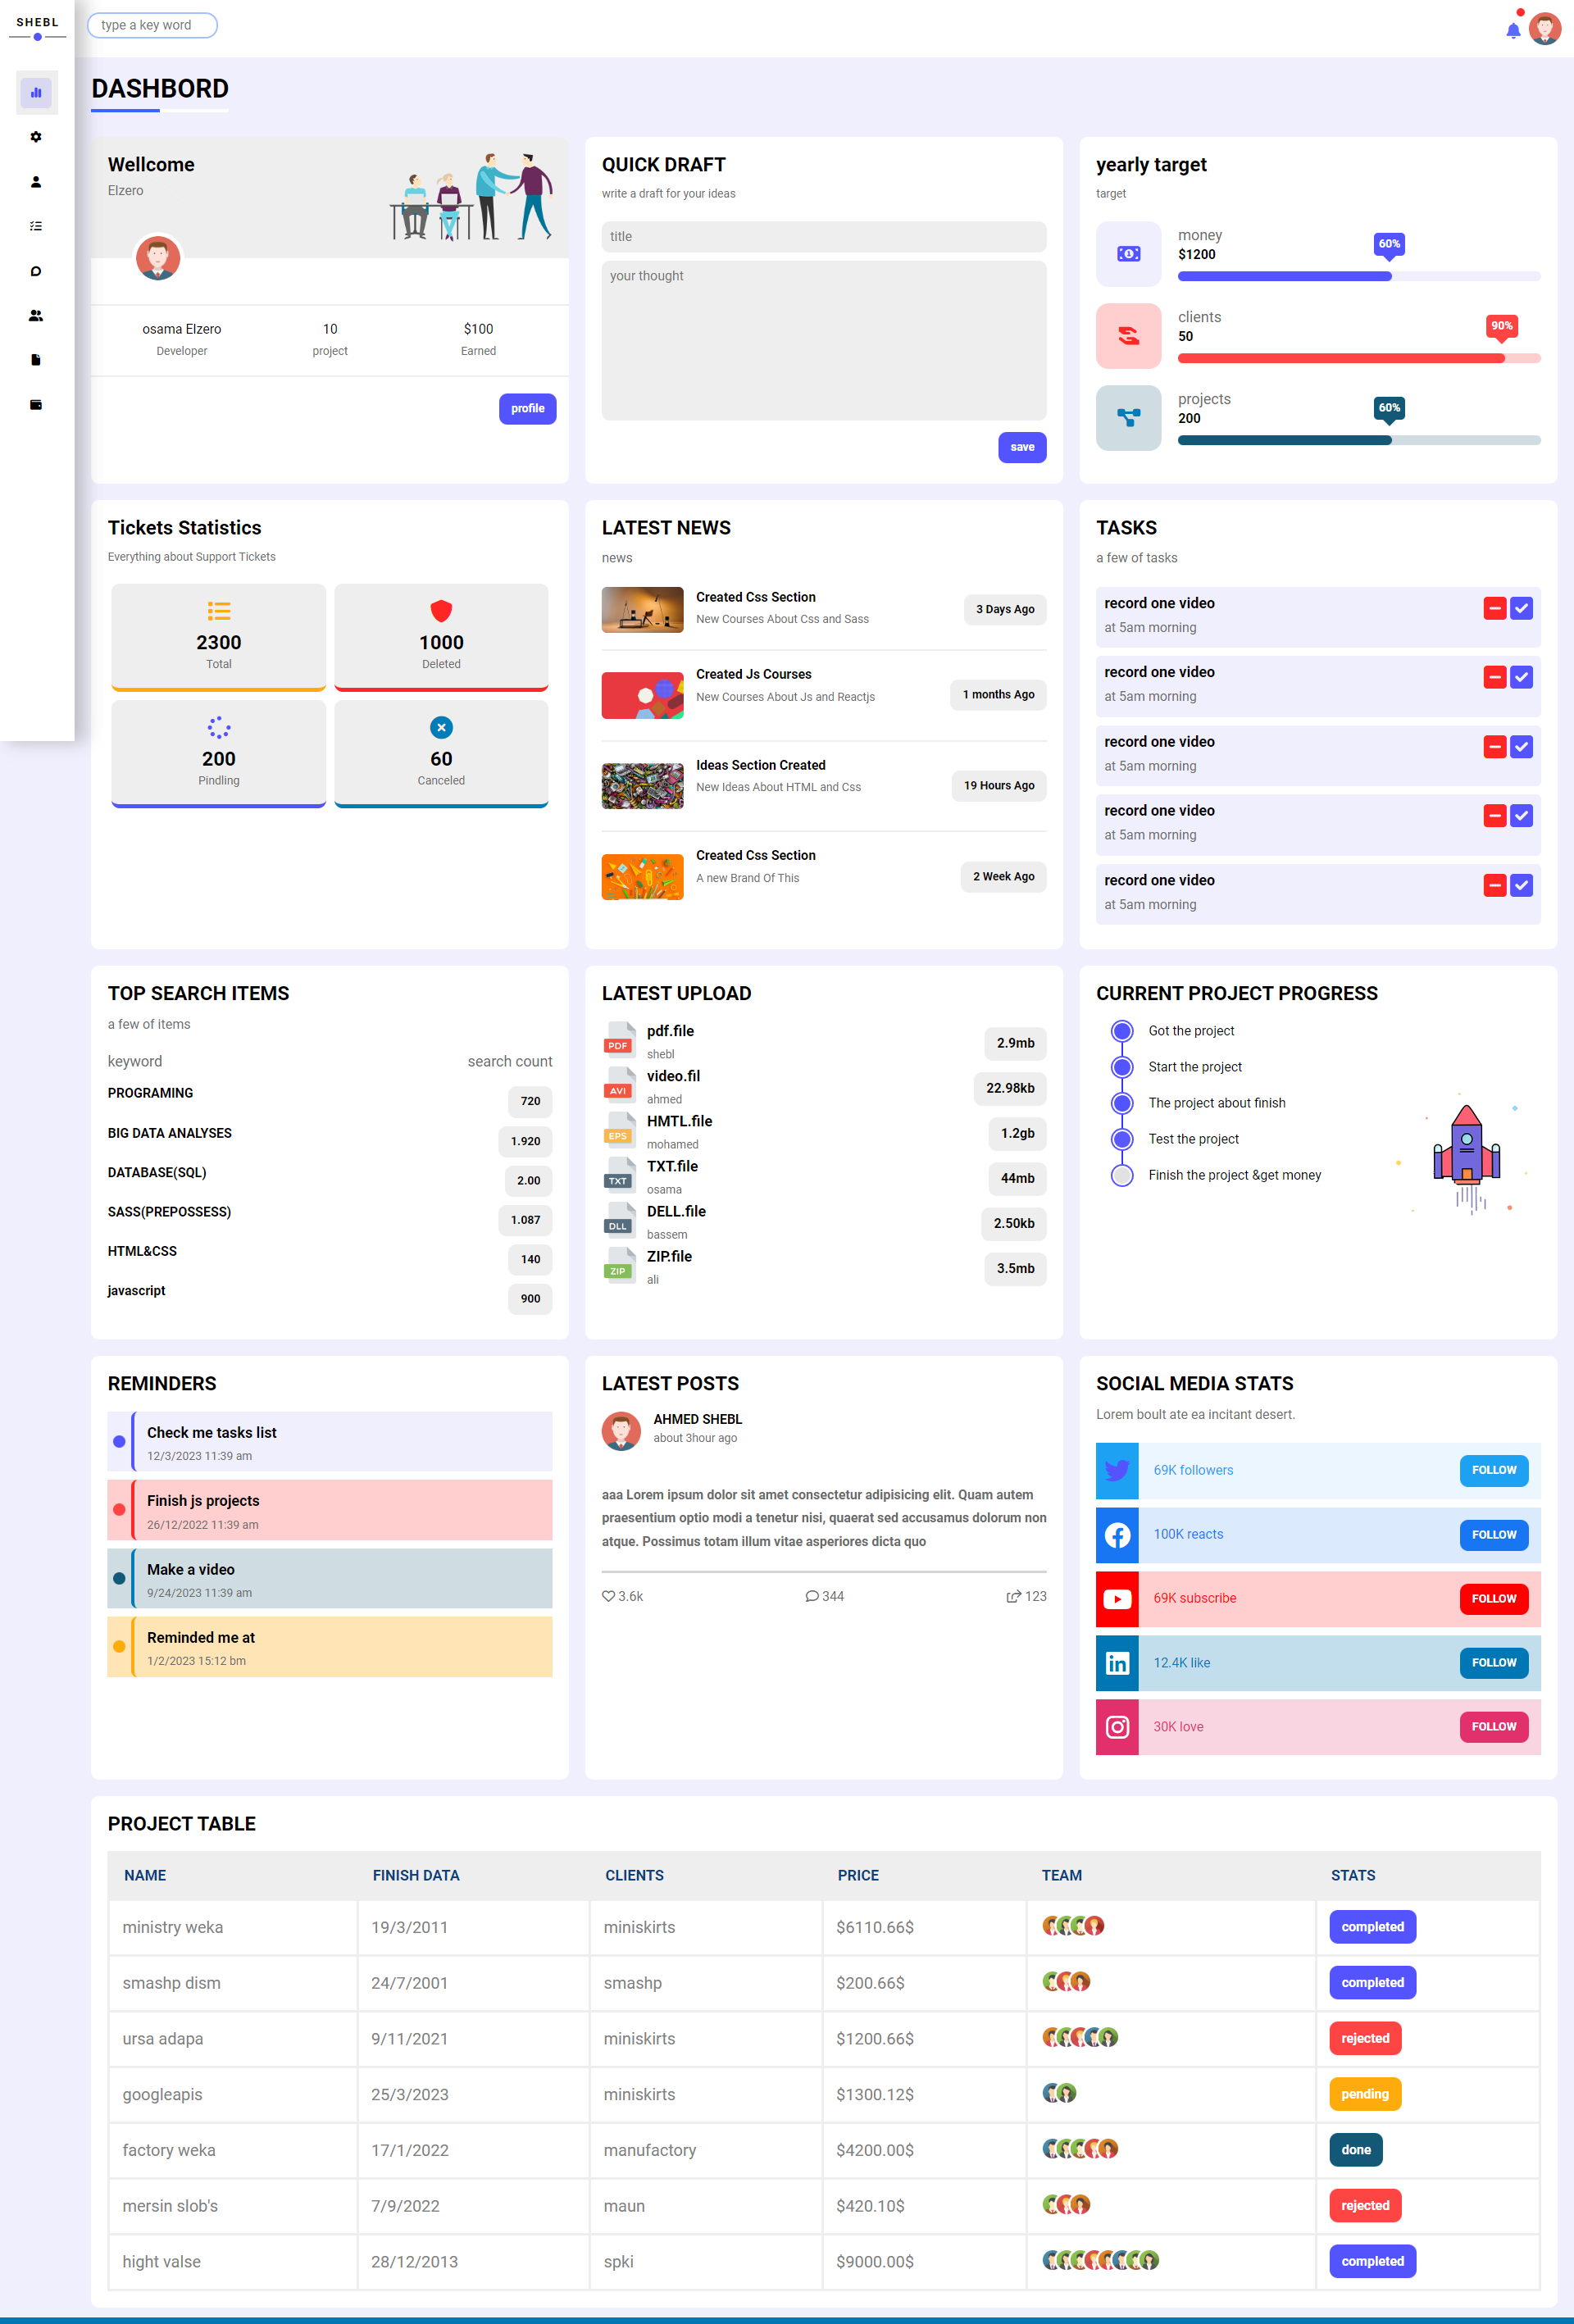 SHEBL
type a key word
DASHBORD
Wellcome
Elzero
osama Elzero
Developer
10
project
$100
Earned
profile
QUICK DRAFT
write a draft for your ideas
title
your thought
save
yearly target
target
money
$1200
60%
clients
50
90%
projects
200
60%
Tickets Statistics
Everything about Support Tickets
2300
Total
1000
Deleted
200
Pindling
60
Canceled
LATEST NEWS
news
Created Css Section
New Courses About Css and Sass
3 Days Ago
Created Js Courses
New Courses About Js and Reactjs
1 months Ago
Ideas Section Created
New Ideas About HTML and Css
19 Hours Ago
Created Css Section
A new Brand Of This
2 Week Ago
TASKS
a few of tasks
record one video
at 5am morning
record one video
at 5am morning
record one video
at 5am morning
record one video
at 5am morning
record one video
at 5am morning
TOP SEARCH ITEMS
a few of items
keyword search count
PROGRAMING 720
BIG DATA ANALYSES 1.920
DATABASE(SQL) 2.00
SASS(PREPOSSESS) 1.087
HTML&CSS 140
javascript 900
LATEST UPLOAD
PDF
pdf.file
shebl
2.9mb
AVI
video.fil
ahmed
22.98kb
EPS
HMTL.file
mohamed
1.2gb
TXT
TXT.file
osama
44mb
DLL
DELL.file
bassem
2.50kb
ZIP
ZIP.file
ali
3.5mb
CURRENT PROJECT PROGRESS
Got the project
Start the project
The project about finish
Test the project
Finish the project &get money
REMINDERS
Check me tasks list
12/3/2023 11:39 am
Finish js projects
26/12/2022 11:39 am
Make a video
9/24/2023 11:39 am
Reminded me at
1/2/2023 15:12 bm
LATEST POSTS
AHMED SHEBL
about 3hour ago
aaa Lorem ipsum dolor sit amet consectetur adipisicing elit. Quam autem
praesentium optio modi a tenetur nisi, quaerat sed accusamus dolorum non
atque. Possimus totam illum vitae asperiores dicta quo
3.6k 344 123
SOCIAL MEDIA STATS
Lorem boult ate ea incitant desert.
69K followers FOLLOW
100K reacts FOLLOW
69K subscribe FOLLOW
in 12.4K like FOLLOW
30K love FOLLOW
PROJECT TABLE
NAME FINISH DATA CLIENTS PRICE TEAM STATS
ministry weka 19/3/2011 miniskirts $6110.66$ completed
smashp dism 24/7/2001 smashp $200.66$ completed
ursa adapa 9/11/2021 miniskirts $1200.66$ rejected
googleapis 25/3/2023 miniskirts $1300.12$ pending
factory weka 17/1/2022 manufactory $4200.00$ done
mersin slob's 7/9/2022 maun $420.10$ rejected
hight valse 28/12/2013 spki $9000.00$ completed